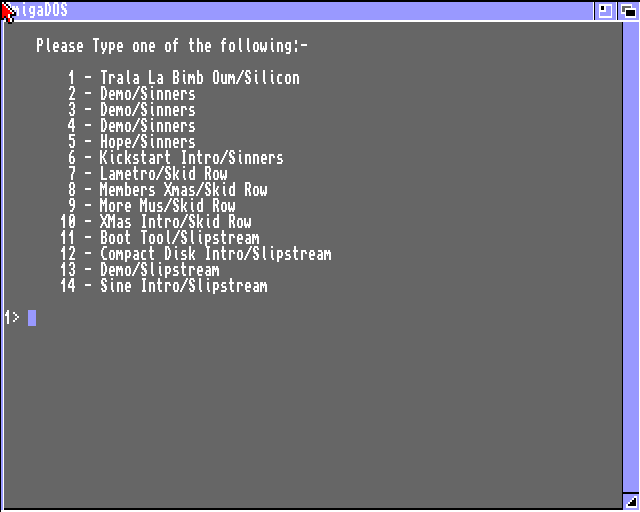 AmigaDOS
Please Type one of the following:-
1 - Trala La Bimb Oum/Silicon
2 - Demo/Sinners
3 - Demo/Sinners
4 - Demo/Sinners
5 - Hope/Sinners
6 - Kickstart Intro/Sinners
7 - Lametro/Skid Row
8 - Members Xmas/Skid Row
9 - More Mus/Skid Row
10 - XMas Intro/Skid Row
11 - Boot Tool/Slipstream
12 - Compact Disk Intro/Slipstream
13 - Demo/Slipstream
14 - Sine Intro/Slipstream
1>